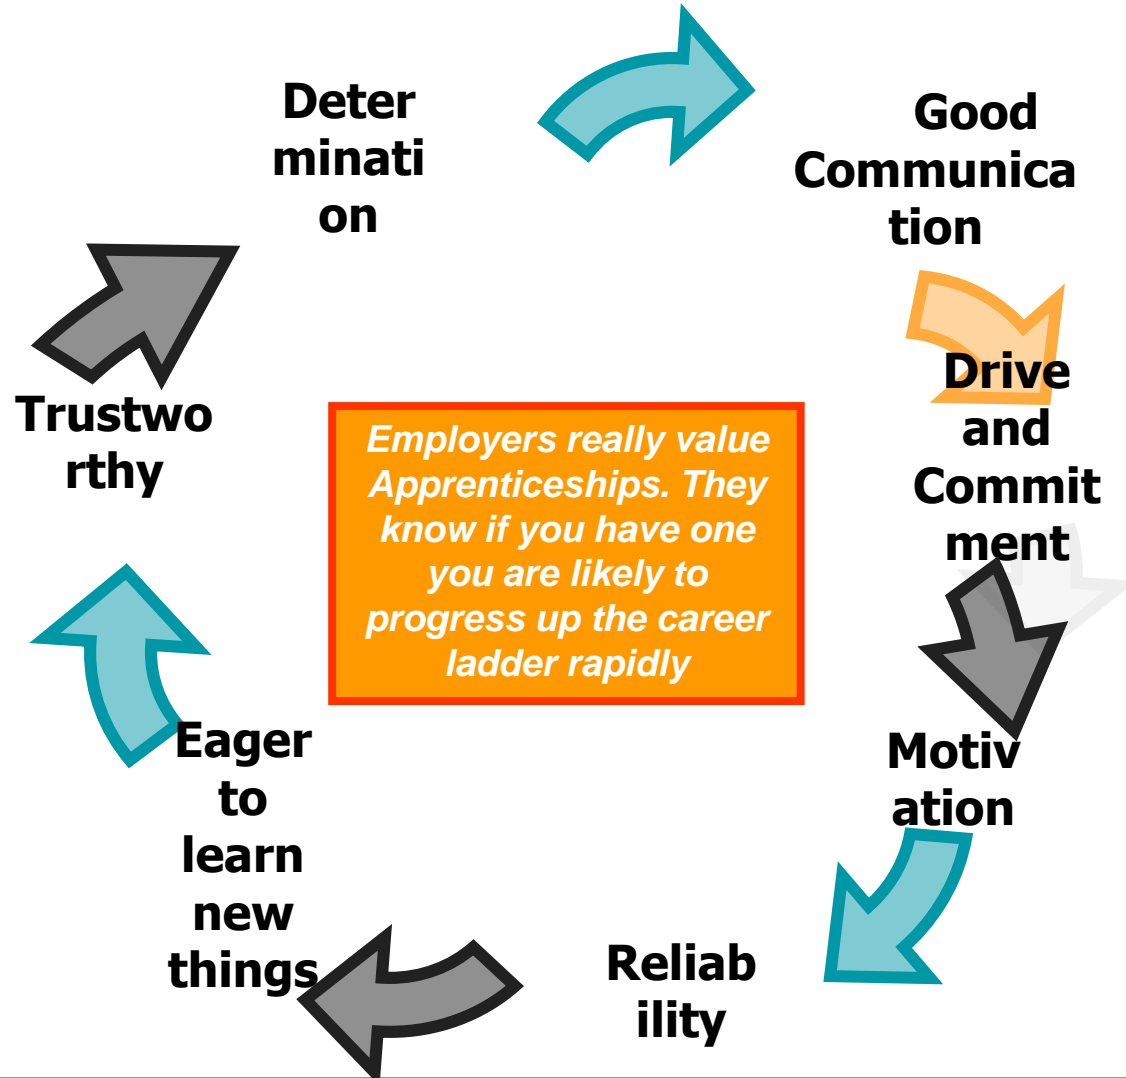 Deter
minati
on
Good
Communica
tion
Drive
and
Commit
ment
Motiv
ation
Reliab
ility
Eager
to
learn
new
things
Trustwo
rthy
Employers really value
Apprenticeships. They
know if you have one
you are likely to
progress up the career
ladder rapidly